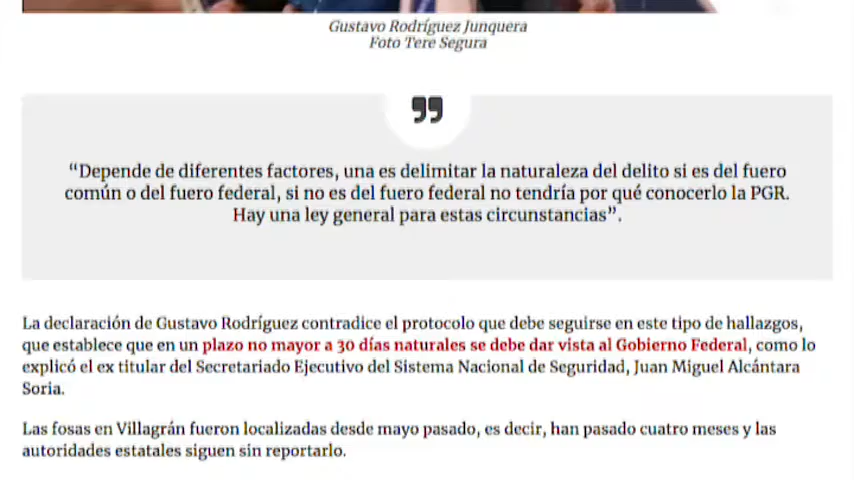 Gustavo Rodríguez Junquera
Foto Tere Segura
”
“Depende de diferentes factores, una es delimitar la naturaleza del delito si es del fuero
común o del fuero federal, si no es del fuero federal no tendría por qué conocerlo la PGR.
Hay una ley general para estas circunstancias”.
La declaración de Gustavo Rodríguez contradice el protocolo que debe seguirse en este tipo de hallazgos,
que establece que en un plazo no mayor a 30 días naturales se debe dar vista al Gobierno Federal, como lo
explicó el ex titular del Secretariado Ejecutivo del Sistema Nacional de Seguridad, Juan Miguel Alcántara
Soria.
Las fosas en Villagrán fueron localizadas desde mayo pasado, es decir, han pasado cuatro meses y las
autoridades estatales siguen sin reportarlo.